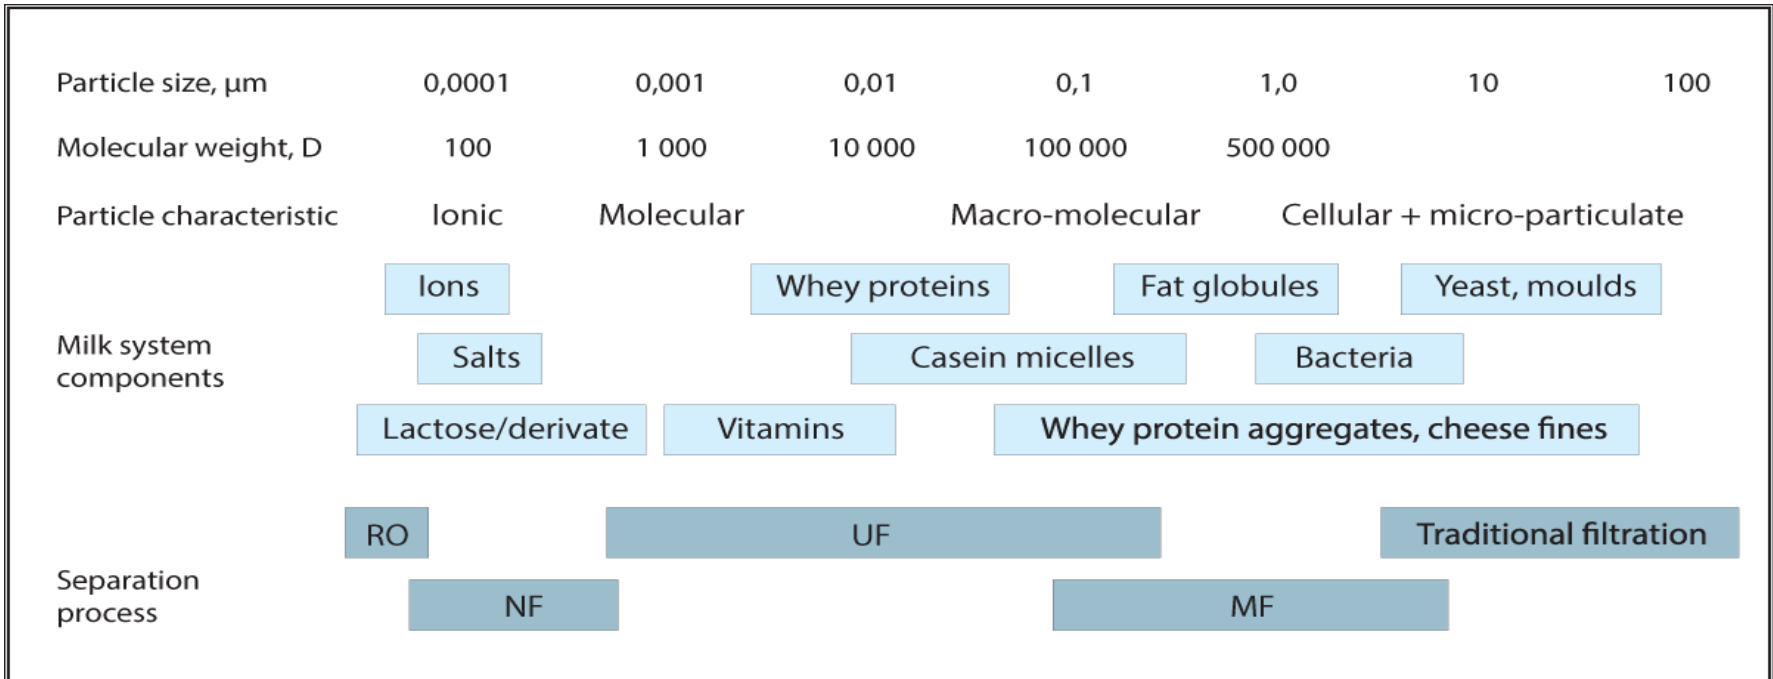 Particle size, µm 0,0001 0,001 0,01 0,1 1,0 10 100
Molecular weight, D 100 1 000 10 000 100 000 500 000
Particle characteristic Ionic Molecular Macro-molecular Cellular + micro-particulate
Ions Whey proteins Fat globules Yeast, moulds
Milk system
components
Salts Casein micelles Bacteria
Lactose/derivate Vitamins Whey protein aggregates, cheese fines
RO UF Traditional filtration
Separation
process
NF MF